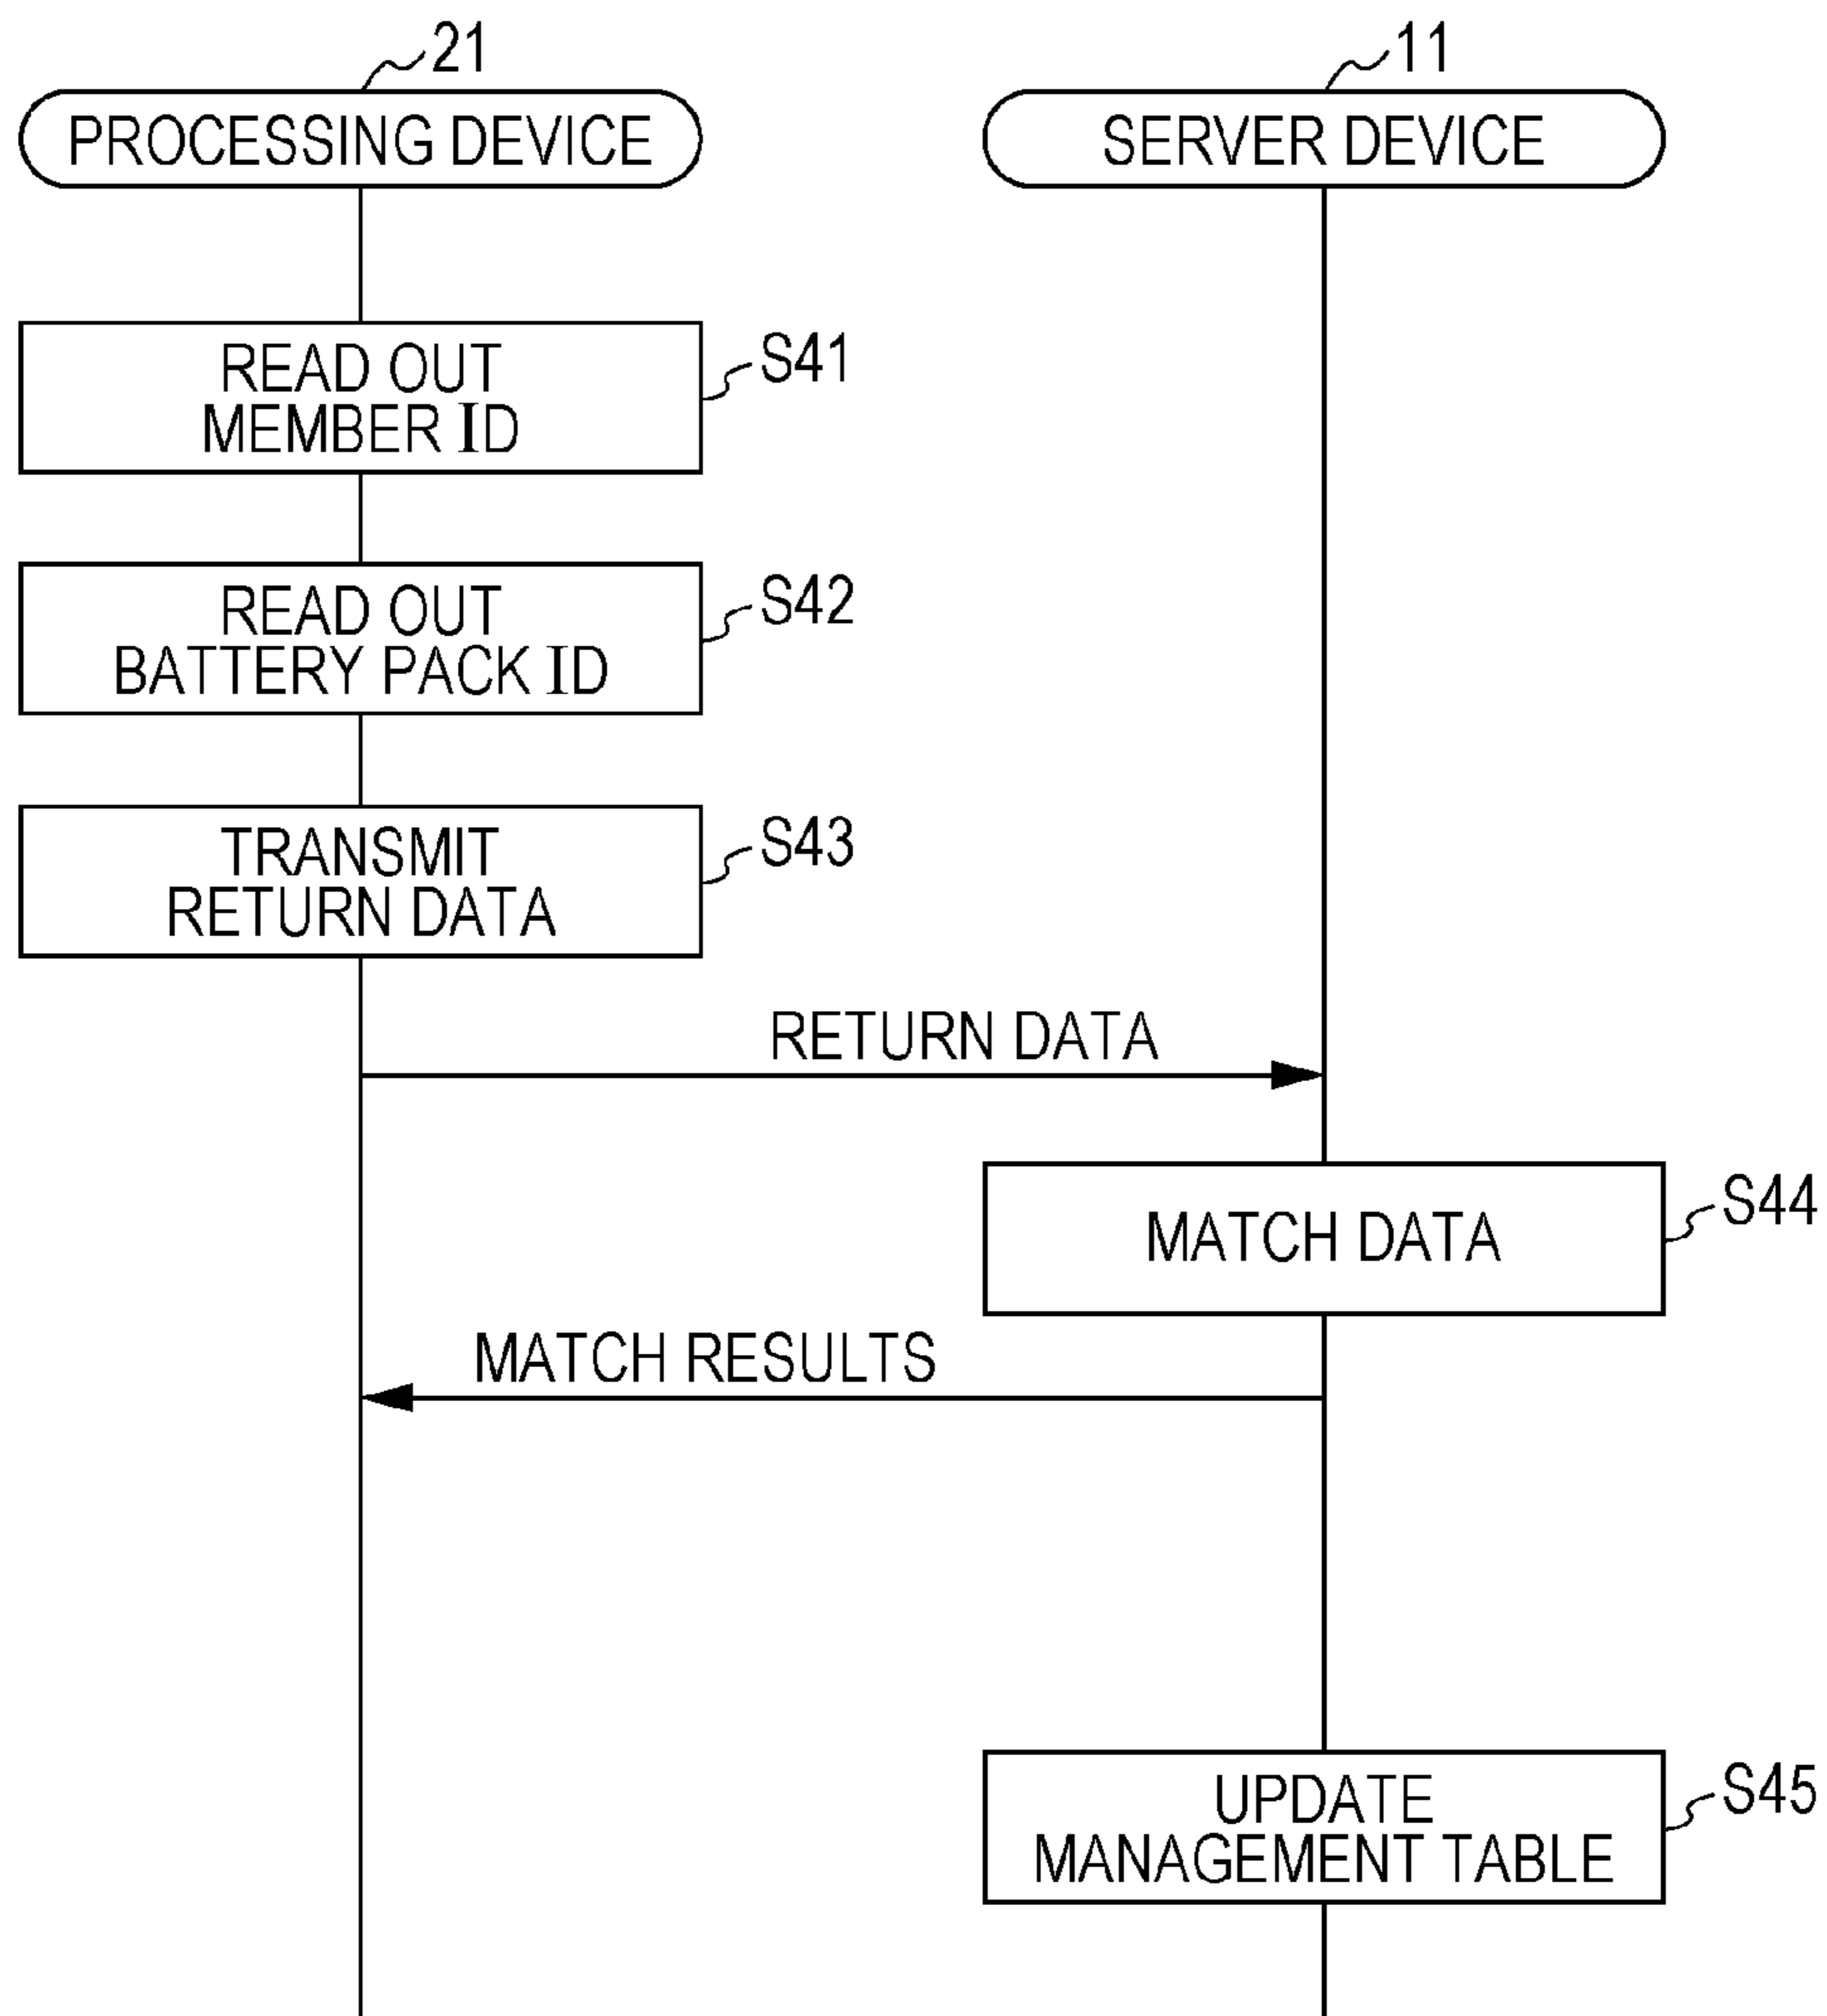 21
11
PROCESSING DEVICE
SERVER DEVICE
READ OUT
MEMBER ID
S41
READ OUT
BATTERY PACK ID
S42
TRANSMIT
RETURN DATA
S43
RETURN DATA
MATCH DATA
S44
MATCH RESULTS
UPDATE
MANAGEMENT TABLE
S45